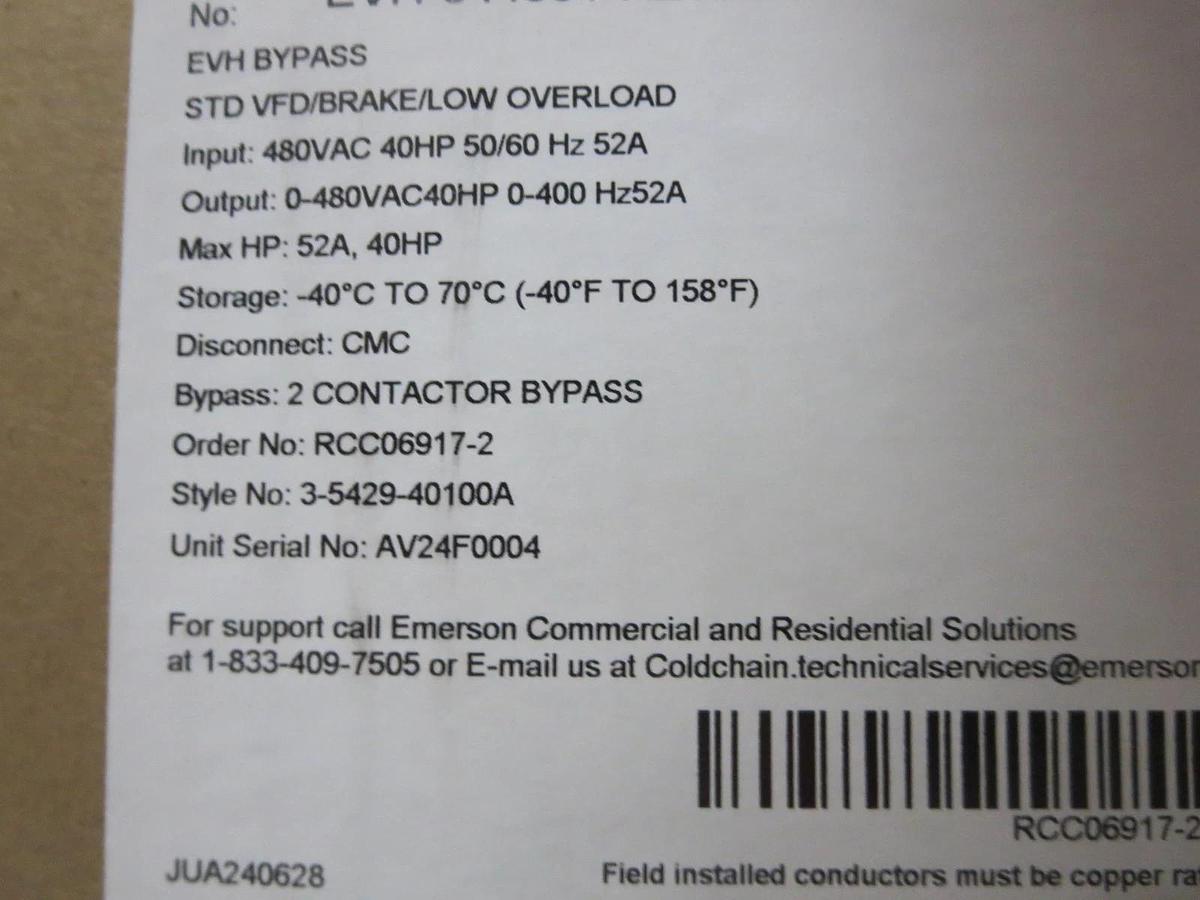 No:
EVH BYPASS
STD VFD/BRAKE/LOW OVERLOAD
Input: 480VAC 40HP 50/60 Hz 52A
Output: 0-480VAC40HP 0-400 Hz52A
Max HP: 52A, 40HP
Storage: -40°C TO 70°C (-40°F TO 158°F)
Disconnect: CMC
Bypass: 2 CONTACTOR BYPASS
Order No: RCC06917-2
Style No: 3-5429-40100A
Unit Serial No: AV24F0004
For support call Emerson Commercial and Residential Solutions
at 1-833-409-7505 or E-mail us at Coldchain.technicalservices@emerson
RCC06917-2
JUA240628
Field installed conductors must be copper